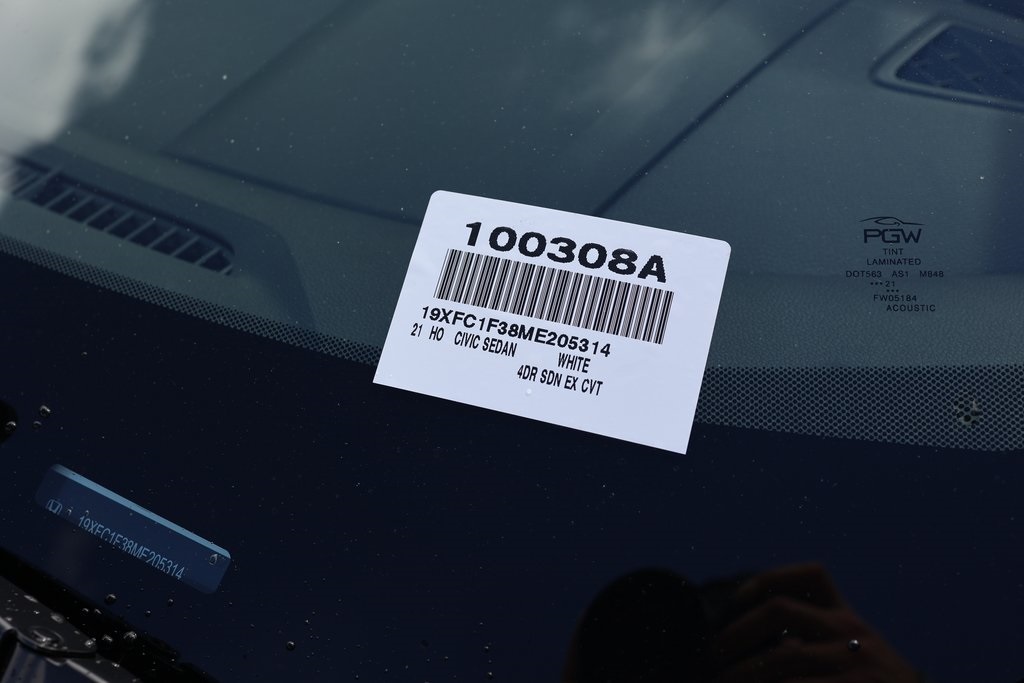 100308A
19XFC1F38ME205314
21 HO CIVIC SEDAN WHITE
4DR SDN EX CVT
PGW
TINT
LAMINATED
DOT563 AS1 M848
•••21
•••
FW05184
ACOUSTIC
19XFC1F38ME205314